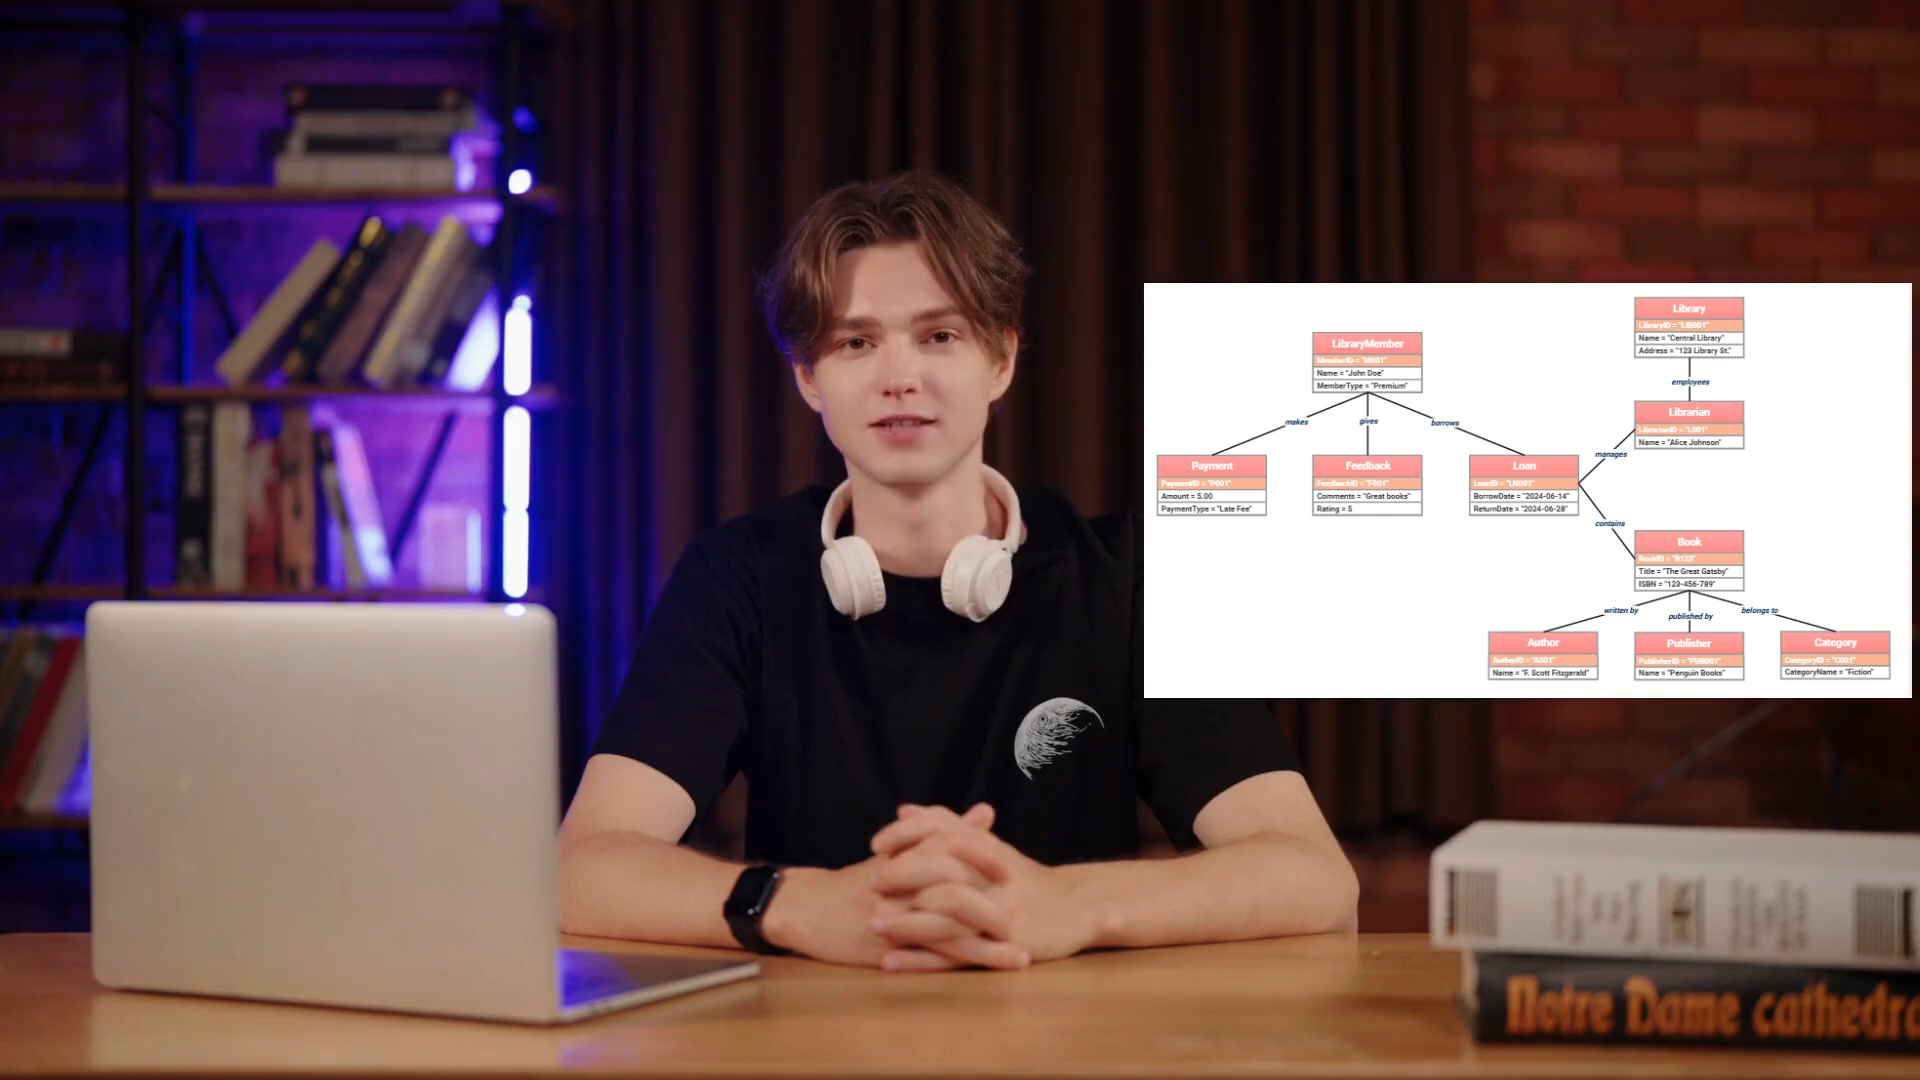 Library
LibraryID = "LIB001"
Name = "Central Library"
Address = "123 Library St."
employees
LibraryMember
MemberID = "M001"
Name = "John Doe"
MemberType = "Premium"
Librarian
LibrarianID = "L001"
Name = "Alice Johnson"
makes
gives
borrows
manages
Payment
PaymentID = "P001"
Amount = 5.00
PaymentType = "Late Fee"
Feedback
FeedbackID = "F001"
Comments = "Great books"
Rating = 5
Loan
LoanID = "LN001"
BorrowDate = "2024-06-14"
ReturnDate = "2024-06-28"
contains
Book
BookID = "B123"
Title = "The Great Gatsby"
ISBN = "123-456-789"
written by
published by
belongs to
Author
AuthorID = "A001"
Name = "F. Scott Fitzgerald"
Publisher
PublisherID = "PUB001"
Name = "Penguin Books"
Category
CategoryID = "C001"
CategoryName = "Fiction"
Notre Dame cathedra